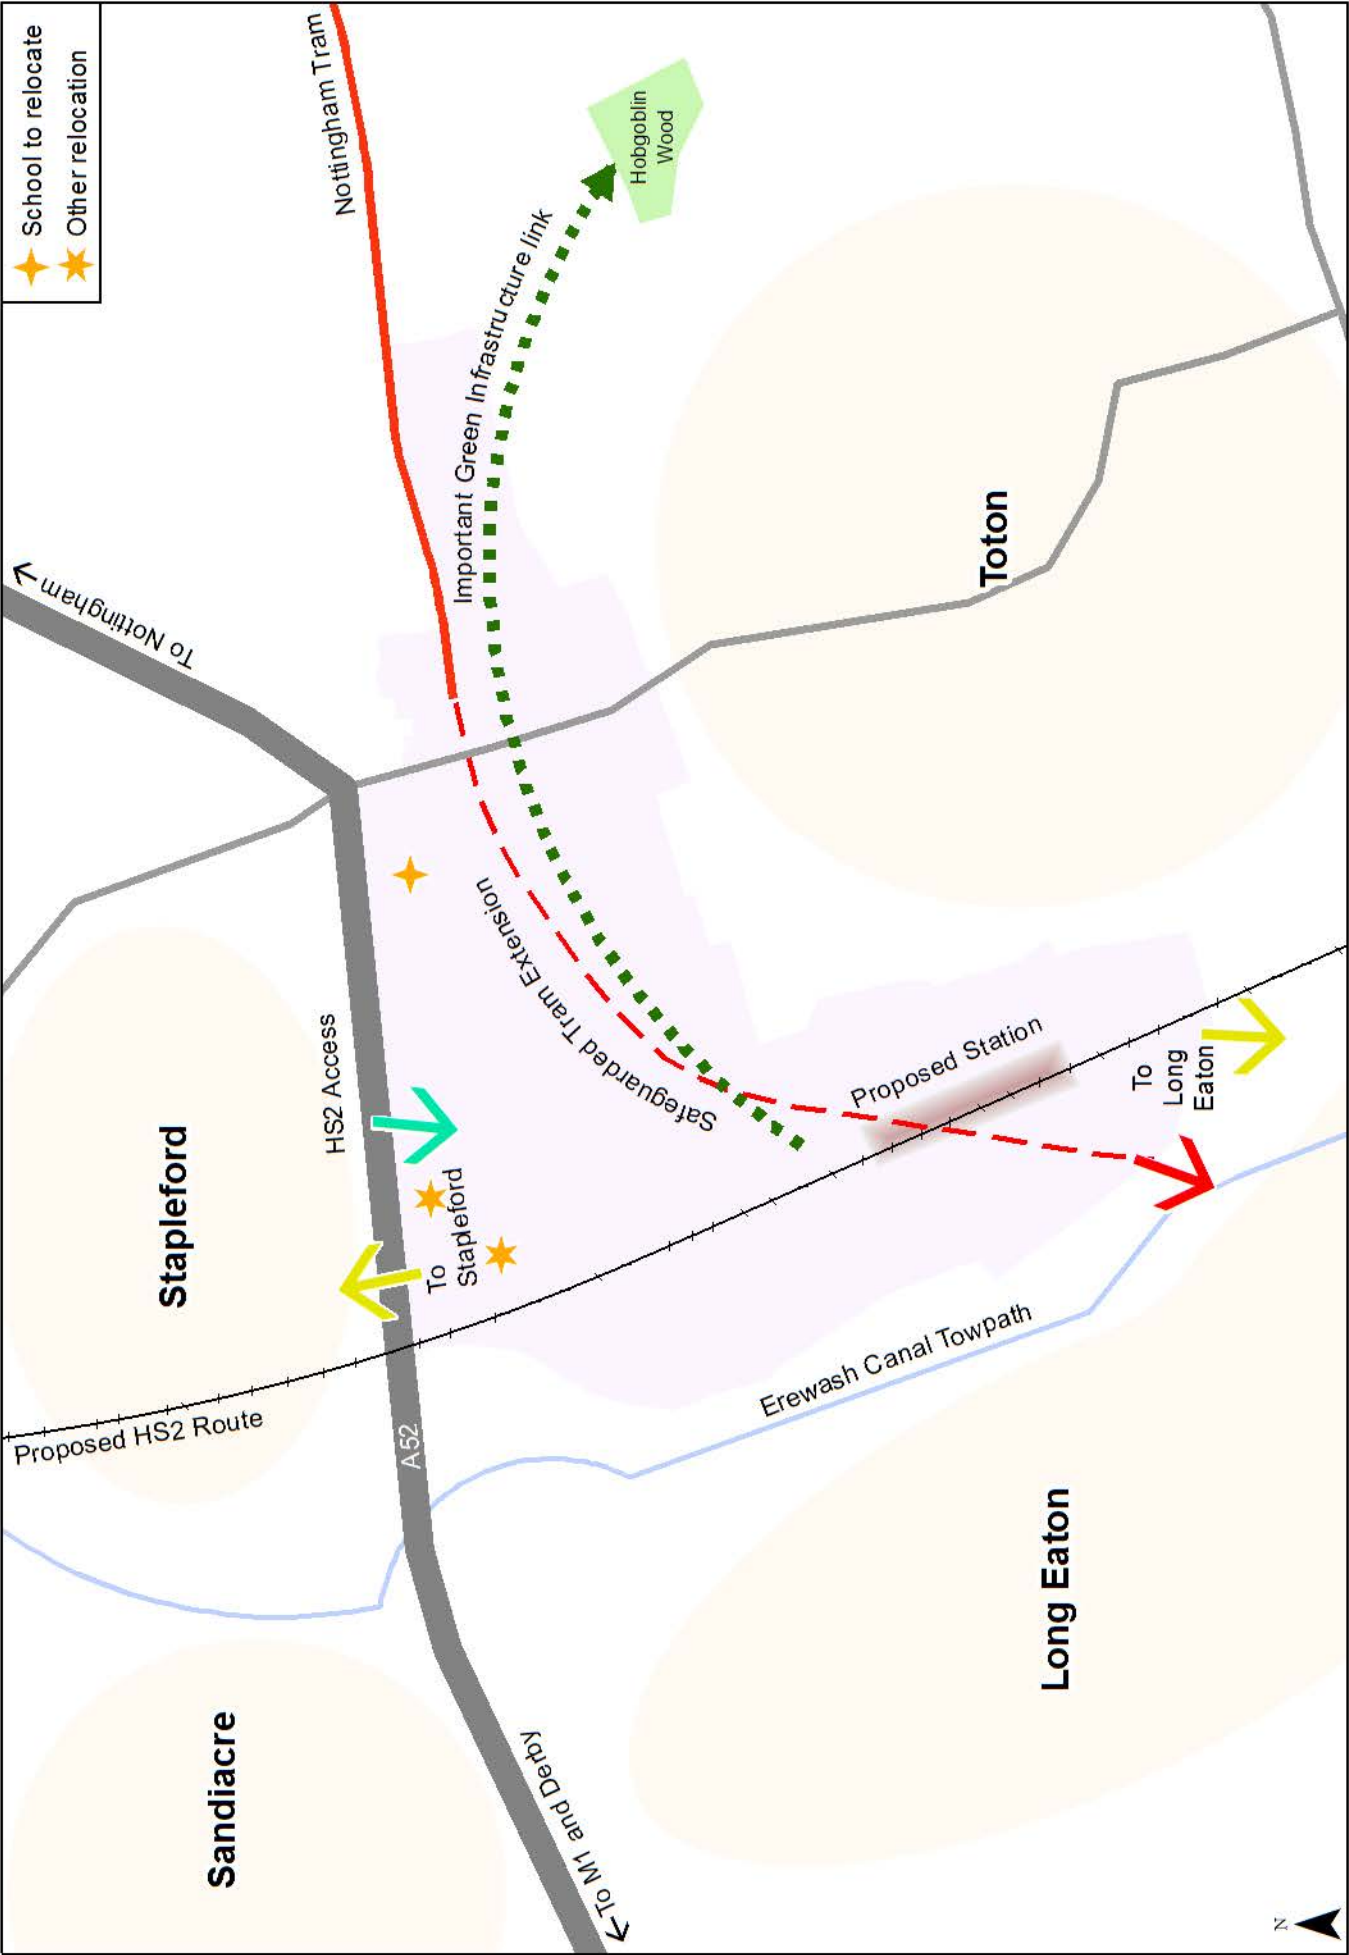 School to relocate
Other relocation
Nottingham Tram
Hobgoblin
Wood
Important Green Infrastructure link
To Nottingham
Toton
Safeguarded Tram Extension
HS2 Access
Stapleford
To
Stapleford
Proposed Station
To
Long
Eaton
Proposed HS2 Route
A52
Erewash Canal Towpath
Sandiacre
To M1 and Derby
Long Eaton
N